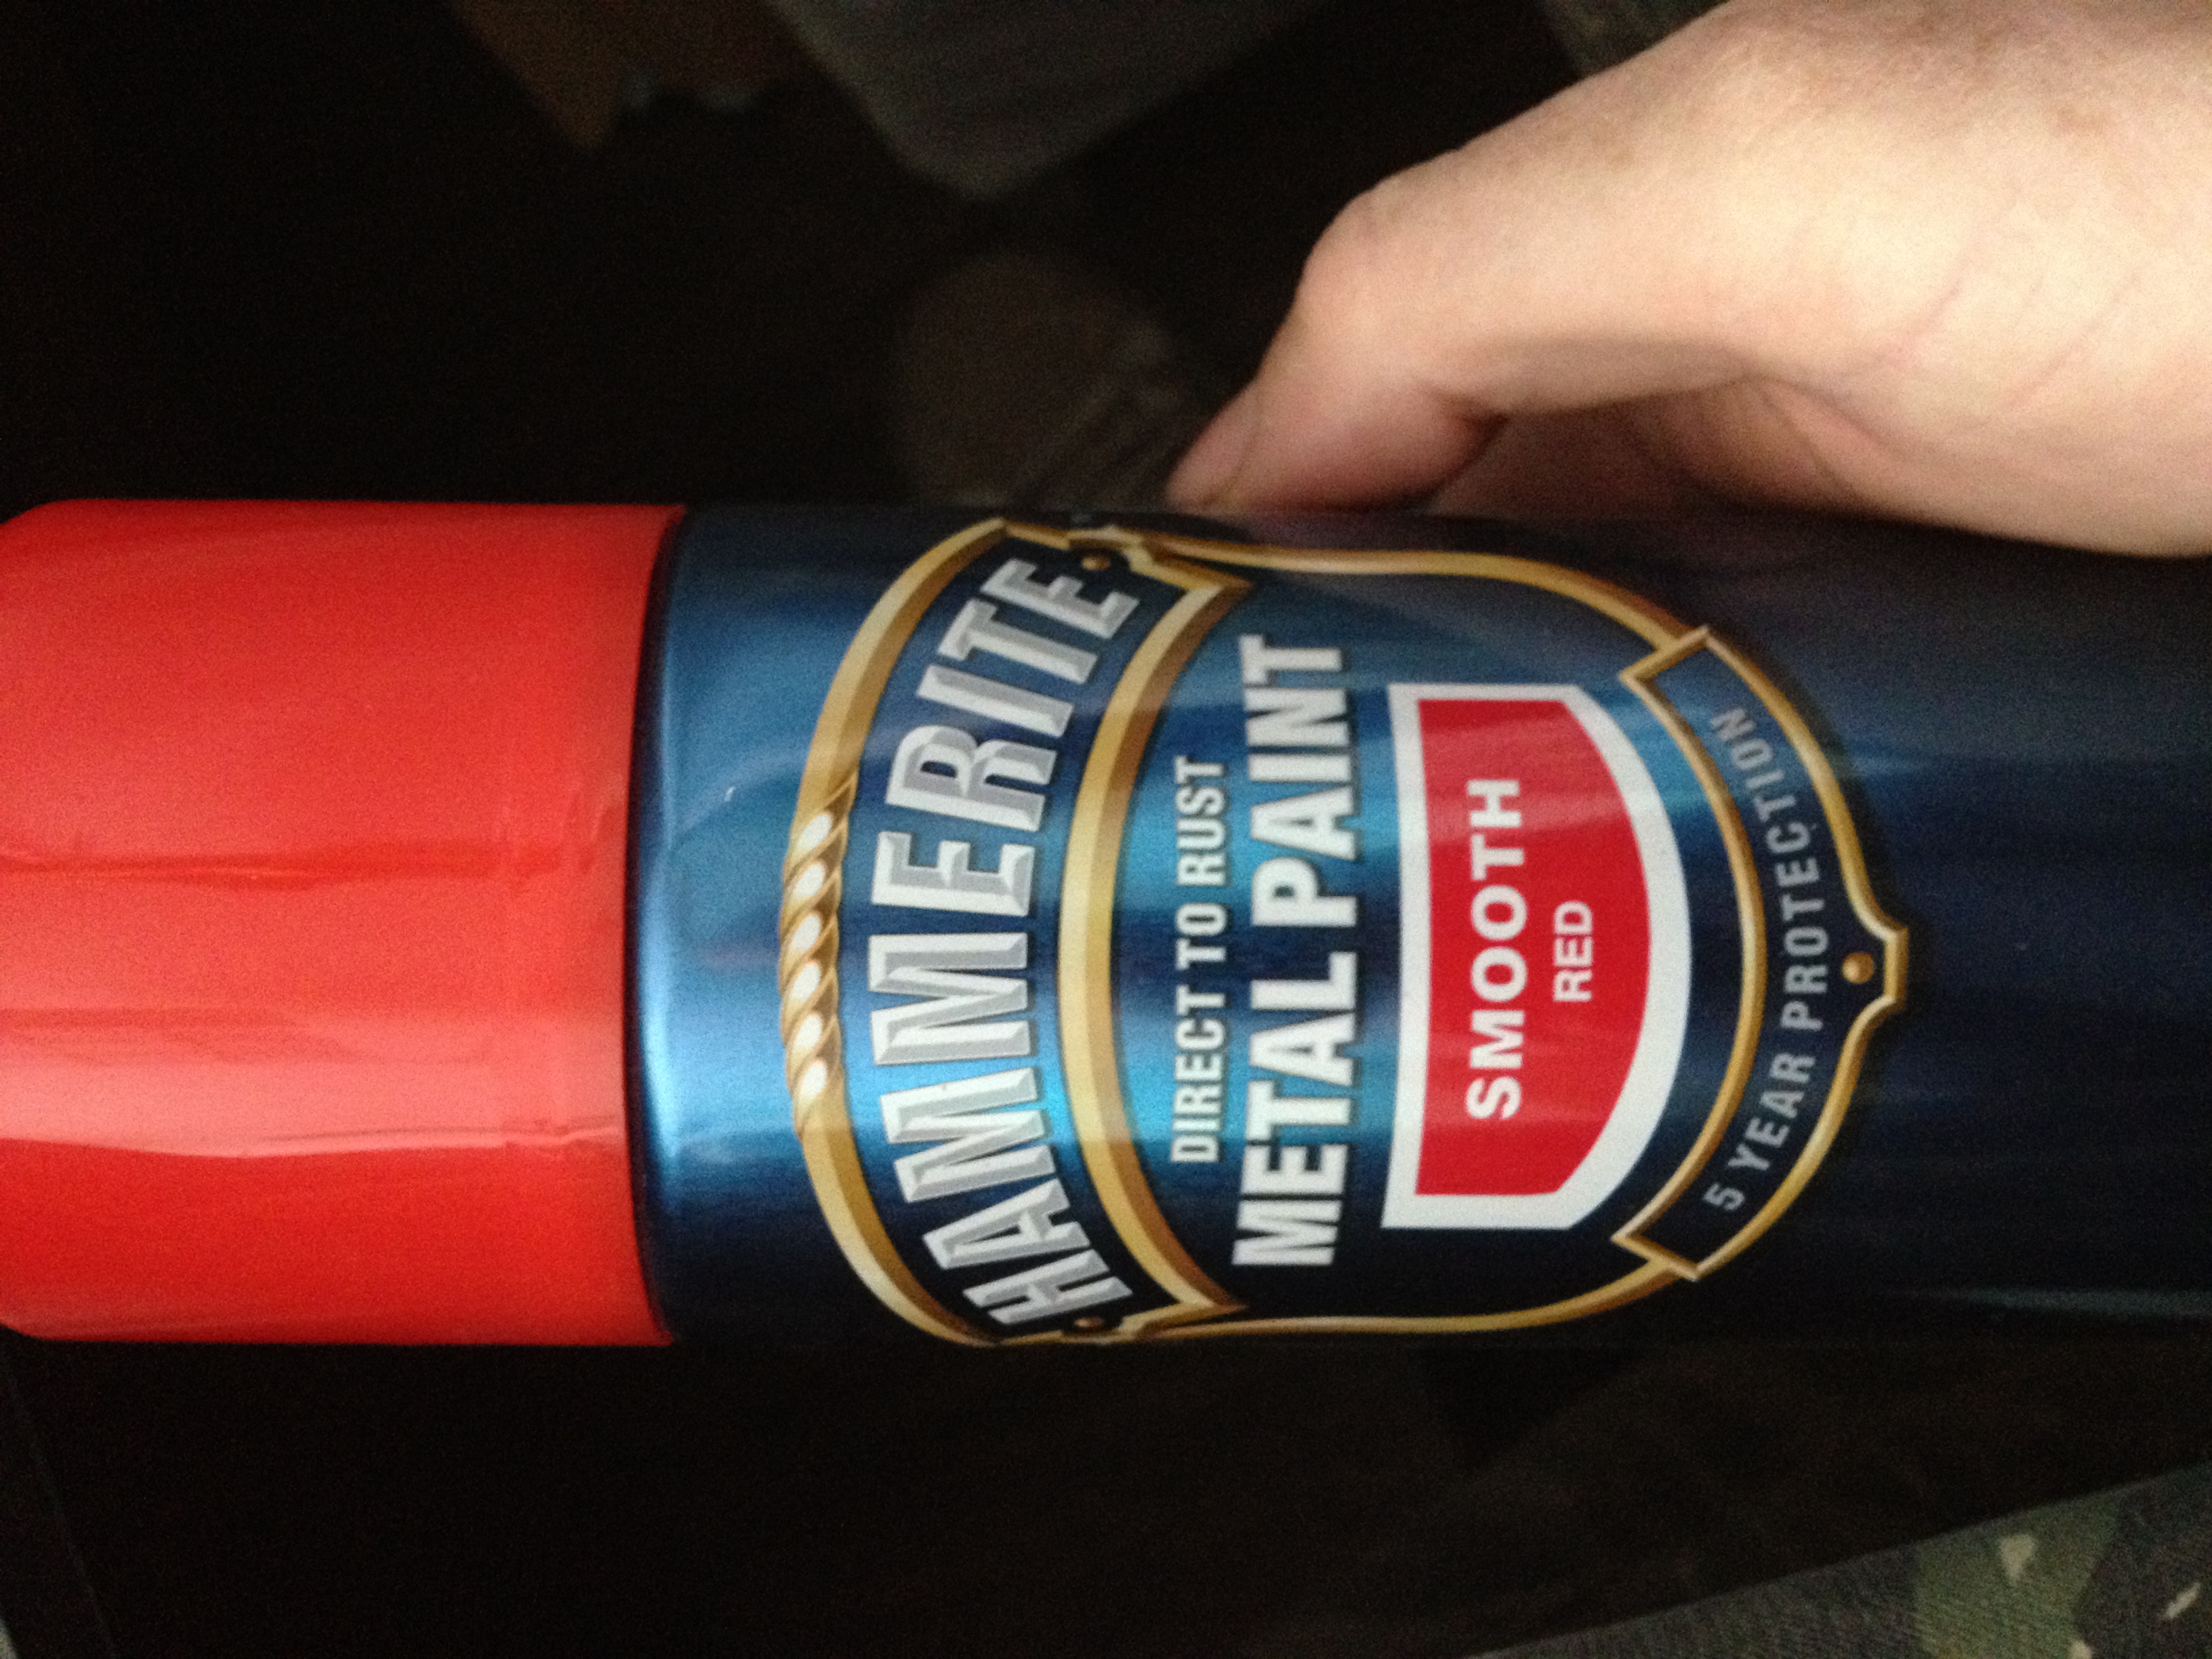 HAMMERITE
DIRECT TO RUST
METAL PAINT
SMOOTH
RED
5 YEAR PROTECTION